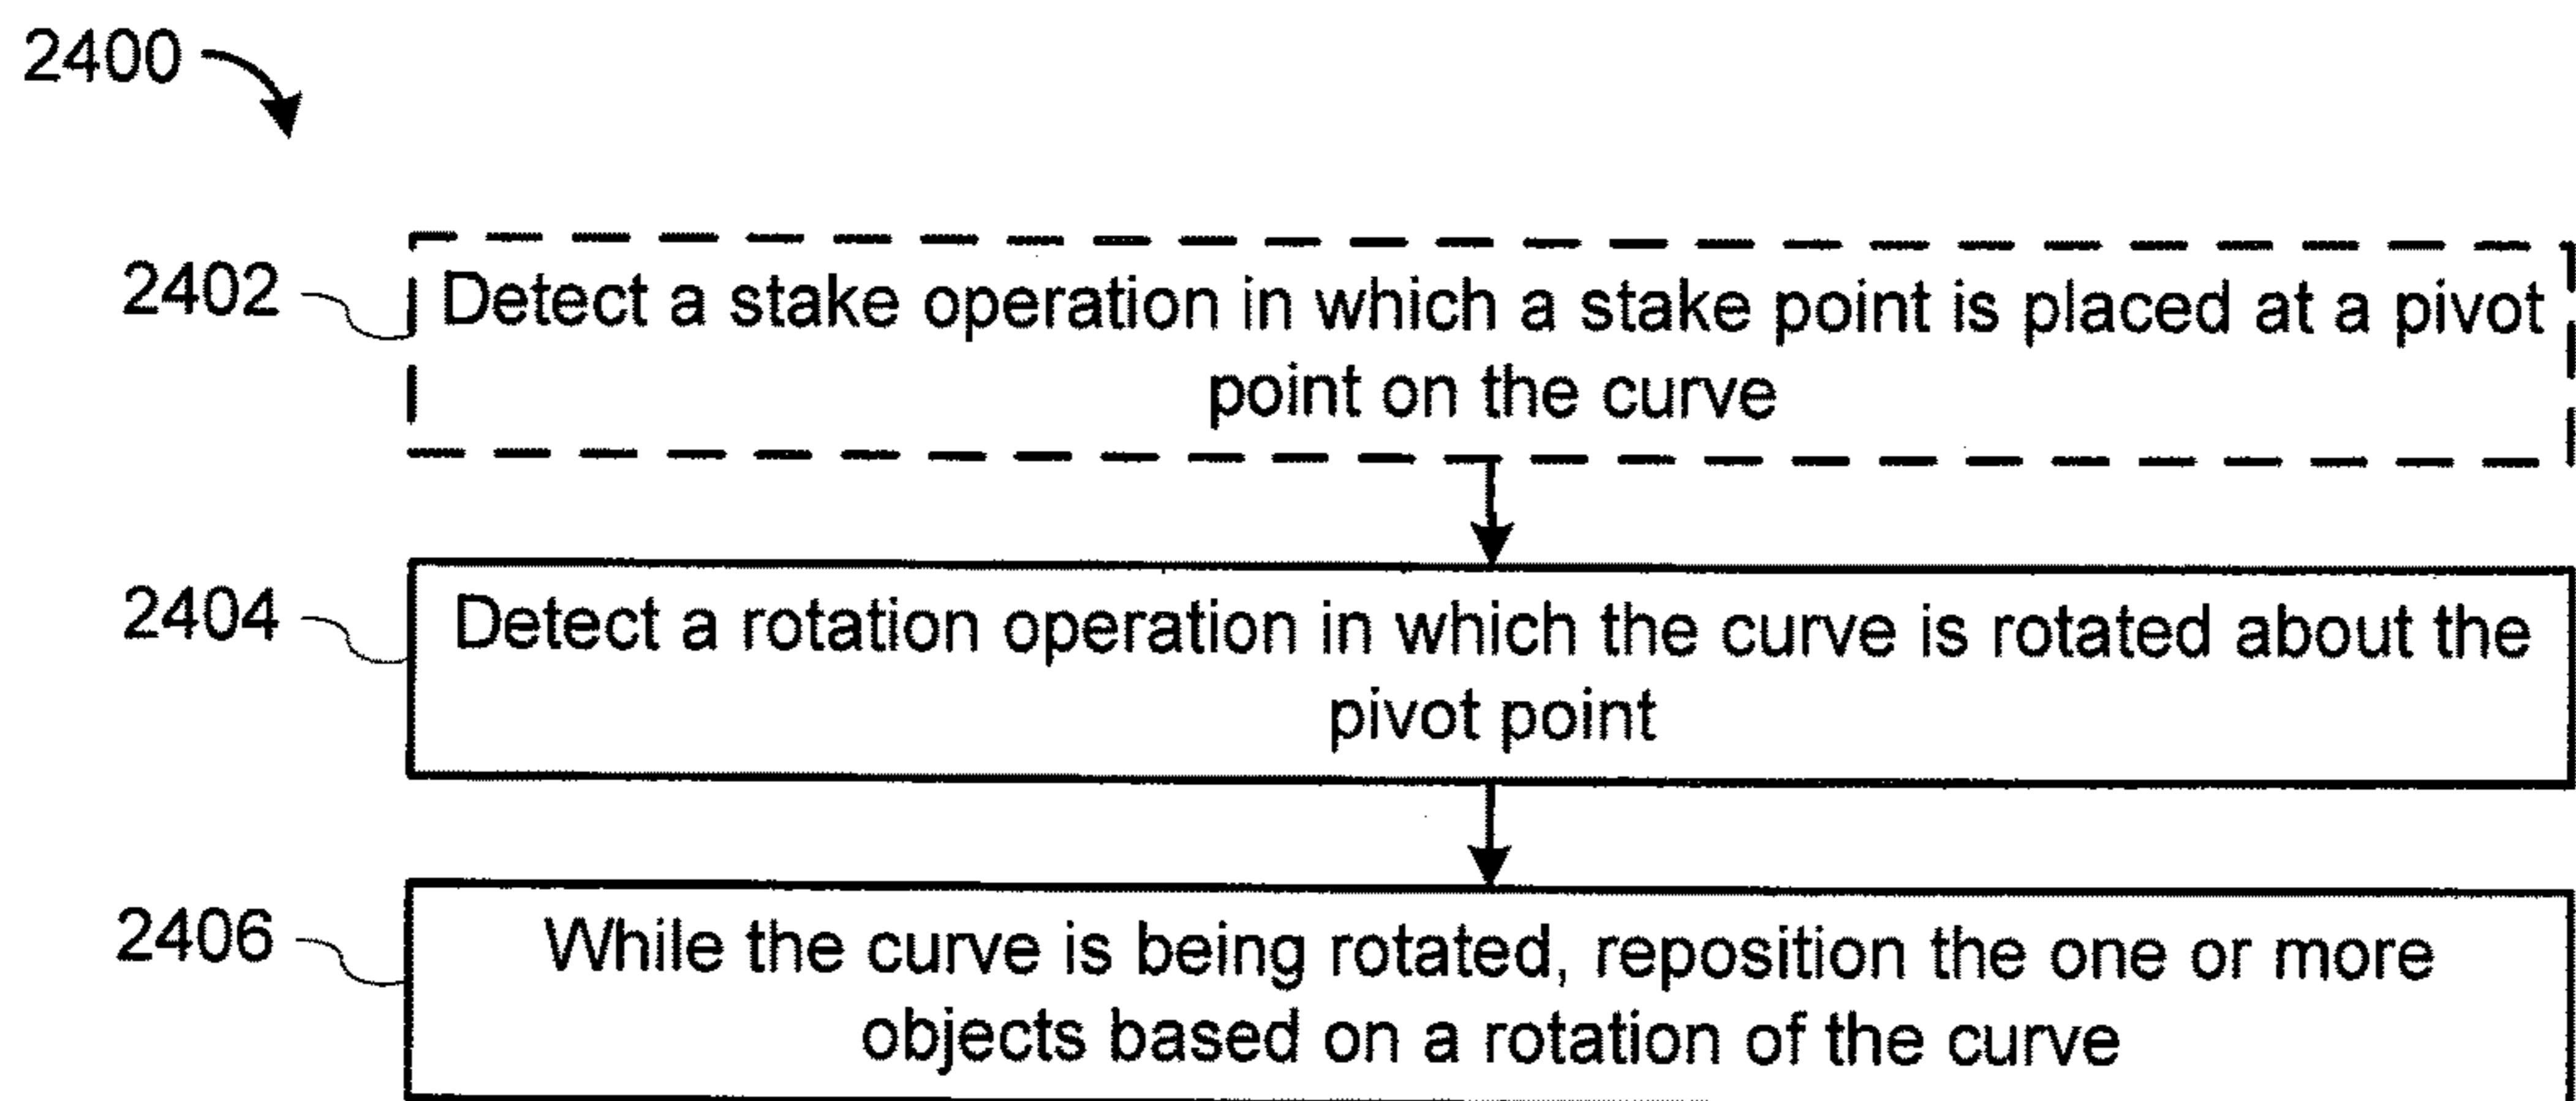 2400
2402
Detect a stake operation in which a stake point is placed at a pivot
point on the curve
2404
Detect a rotation operation in which the curve is rotated about the
pivot point
2406
While the curve is being rotated, reposition the one or more
objects based on a rotation of the curve